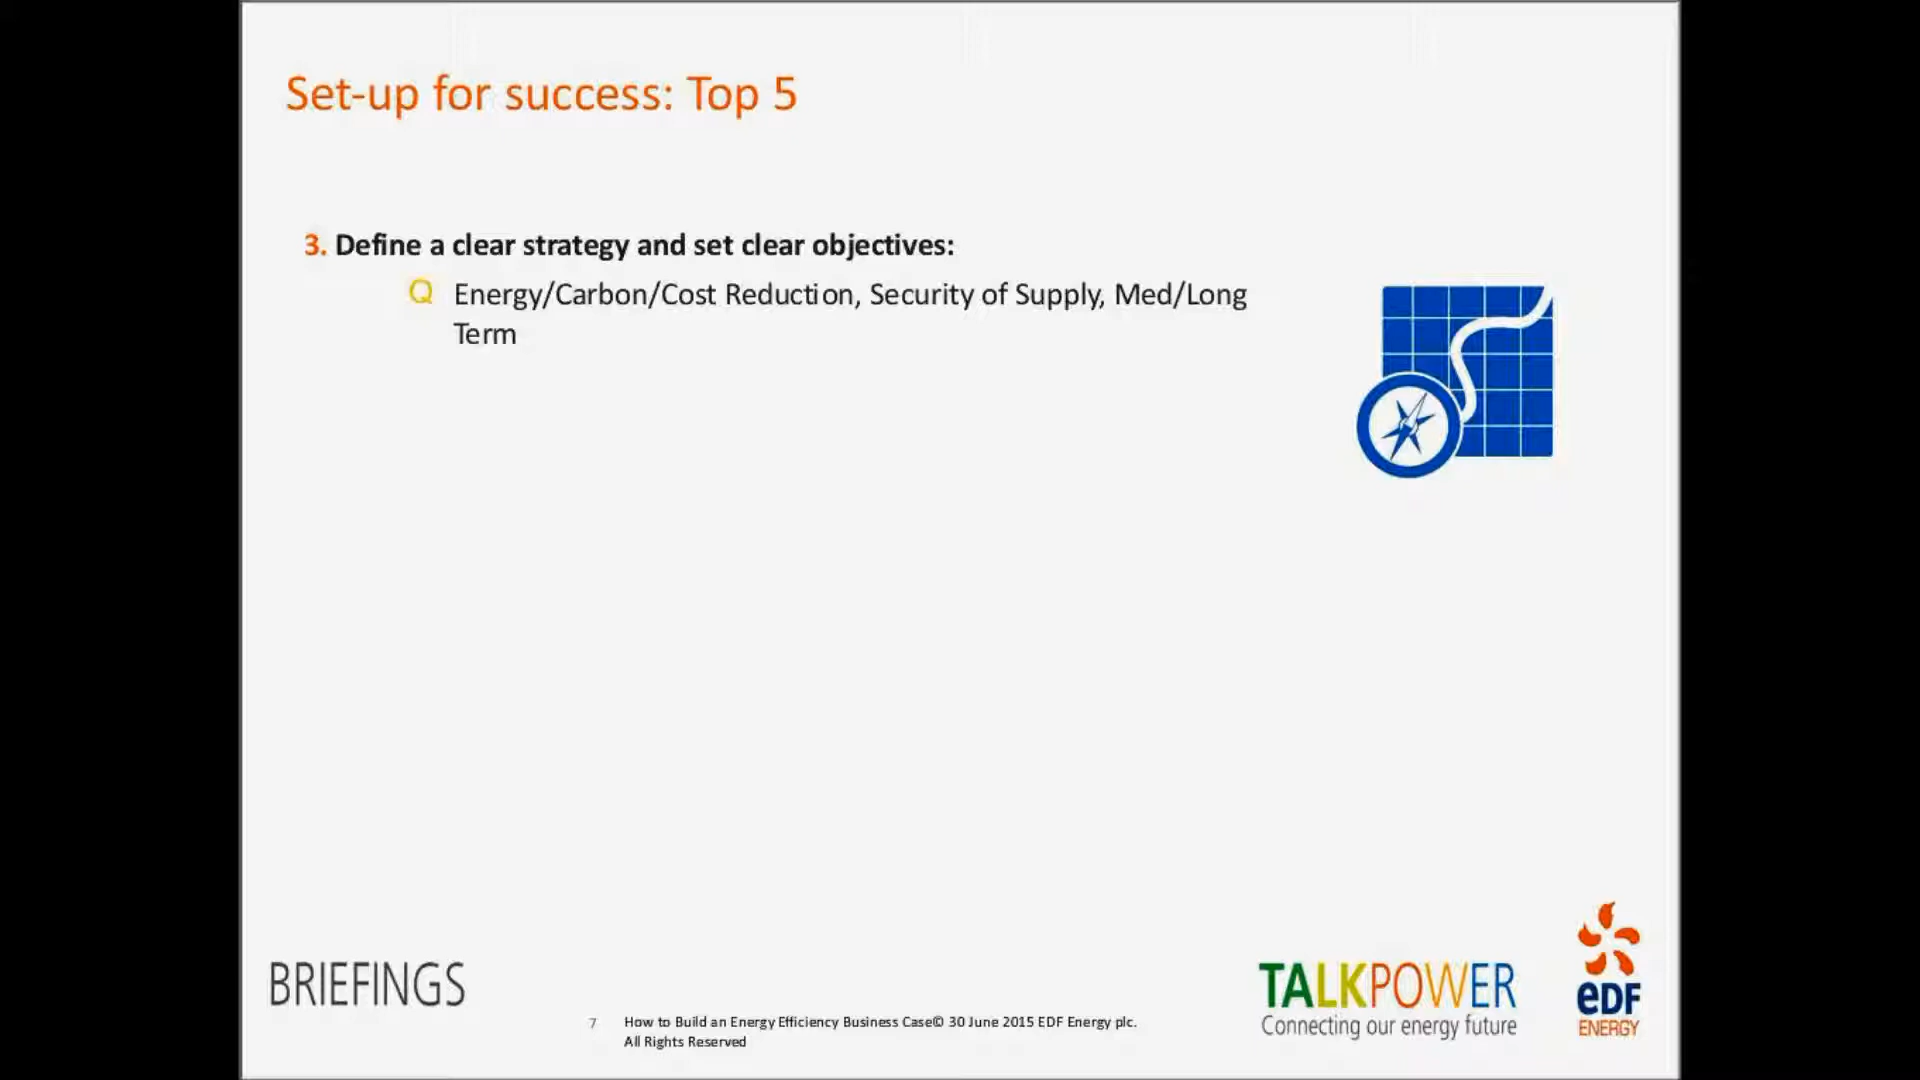 Set-up for success: Top 5
3. Define a clear strategy and set clear objectives:
Q Energy/Carbon/Cost Reduction, Security of Supply, Med/Long
Term
BRIEFINGS
7 How to Build an Energy Efficiency Business Case© 30 June 2015 EDF Energy plc.
All Rights Reserved
TALKPOWER
Connecting our energy future
eDF
ENERGY